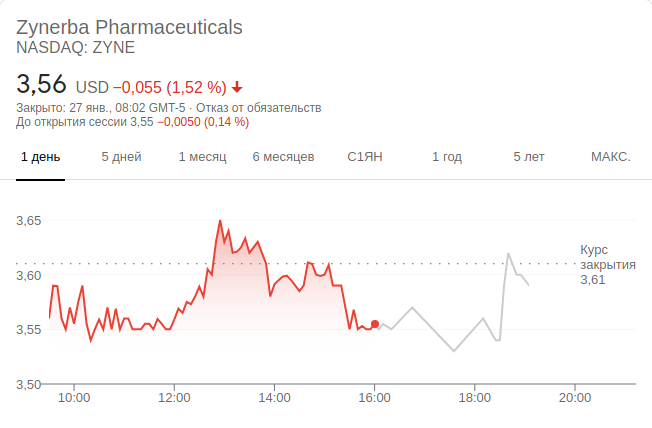 Zynerba Pharmaceuticals
NASDAQ: ZYNE
3,56 USD −0,055 (1,52 %)
Закрыто: 27 янв., 08:02 GMT-5 · Отказ от обязательств
До открытия сессии 3,55 −0,0050 (0,14 %)
1 день 5 дней 1 месяц 6 месяцев С1ЯН 1 год 5 лет МАКС.
3,65
Курс
закрытия
3,61
3,60
3,55
3,50
10:00 12:00 14:00 16:00 18:00 20:00